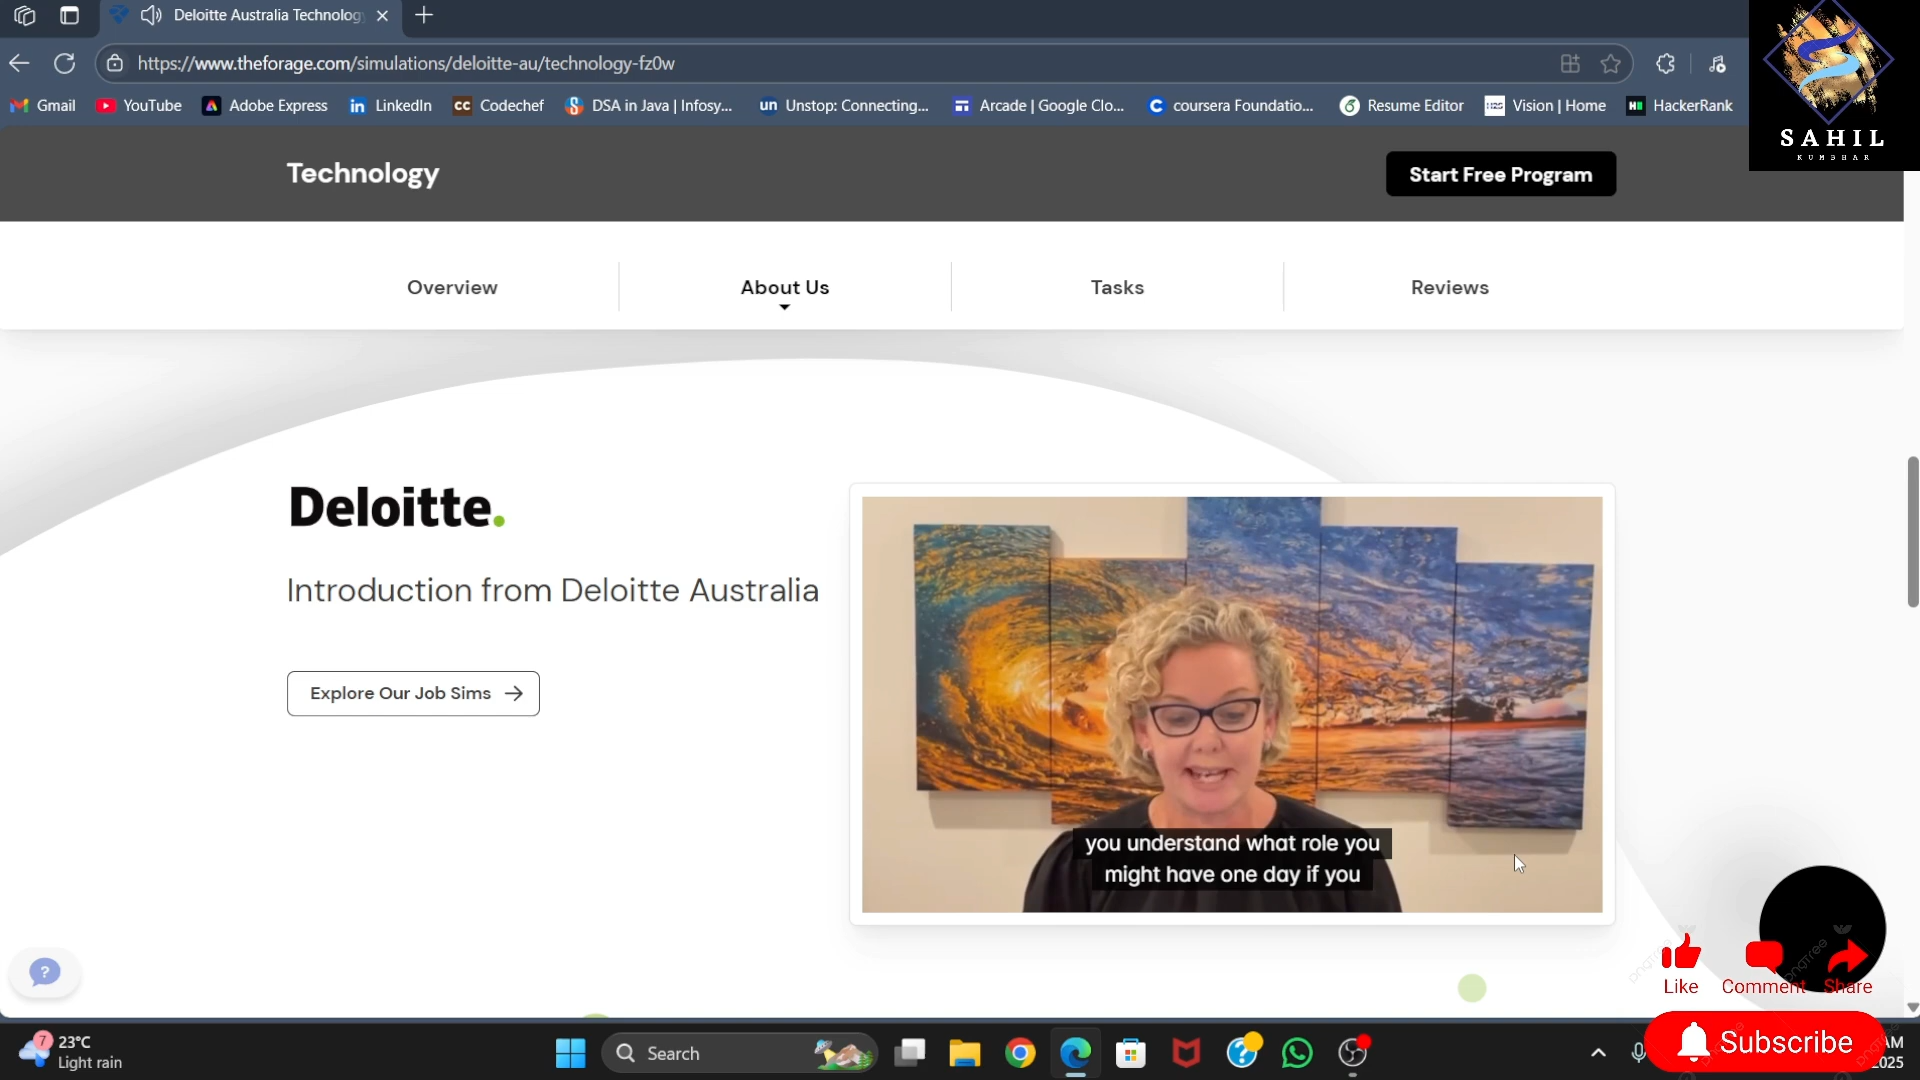 Deloitte Australia Technolog
https://www.theforage.com/simulations/deloitte-au/technology-fz0w
Gmail
YouTube
Adobe Express
LinkedIn
Codechef
DSA in Java | Infosy...
Unstop: Connecting...
Arcade | Google Clo...
coursera Foundatio...
Resume Editor
Vision | Home
HackerRank
SAHIL
KUMBHAR
Technology
Start Free Program
Overview
About Us
Tasks
Reviews
Deloitte.
Introduction from Deloitte Australia
Explore Our Job Sims
you understand what role you
might have one day if you
Like
Comment
Share
Subscribe
7
23°C
Light rain
Search
AM
2025